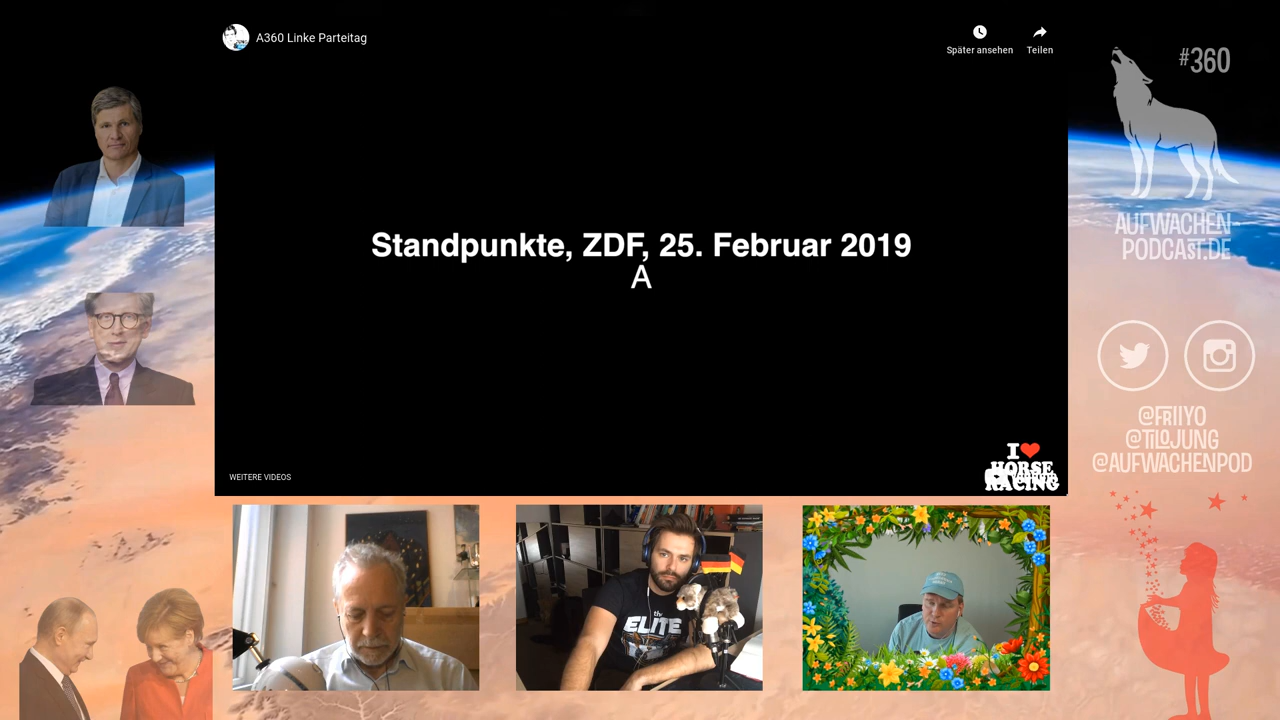 A360 Linke Parteitag
Später ansehen
Teilen
#360
Standpunkte, ZDF, 25. Februar 2019
A
AUFWACHEN-
PODCAST.DE
@FRIIYO
@TILOJUNG
@AUFWACHENPOD
WEITERE VIDEOS
I
HORSE
RACING
the
ELITE